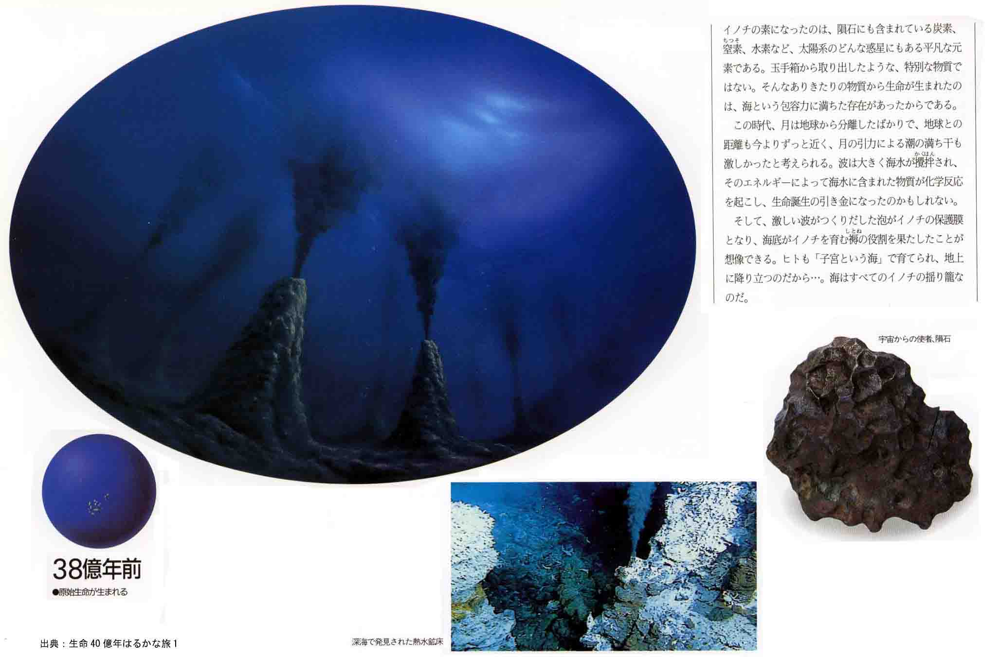 イノチの素になったのは、隕石にも含まれている炭素、
ちっそ
窒素、水素など、太陽系のどんな惑星にもある平凡な元
素である。玉手箱から取り出したような、特別な物質で
はない。そんなありきたりの物質から生命が生まれたの
は、海という包容力に満ちた存在があったからである。
この時代、月は地球から分離したばかりで、地球との
距離も今よりずっと近く、月の引力による潮の満ち干も
かくはん
激しかったと考えられる。波は大きく海水が攪拌され、
そのエネルギーによって海水に含まれた物質が化学反応
を起こし、生命誕生の引き金になったのかもしれない。
そして、激しい波がつくりだした泡がイノチの保護膜
しとね
となり、海底がイノチを育む褥の役割を果たしたことが
想像できる。ヒトも「子宮という海」で育てられ、地上
に降り立つのだから…。海はすべてのイノチの揺り籠な
のだ。
宇宙からの使者、隕石
38億年前
●原始生命が生まれる
深海で発見された熱水鉱床
出典：生命40億年はるかな旅1